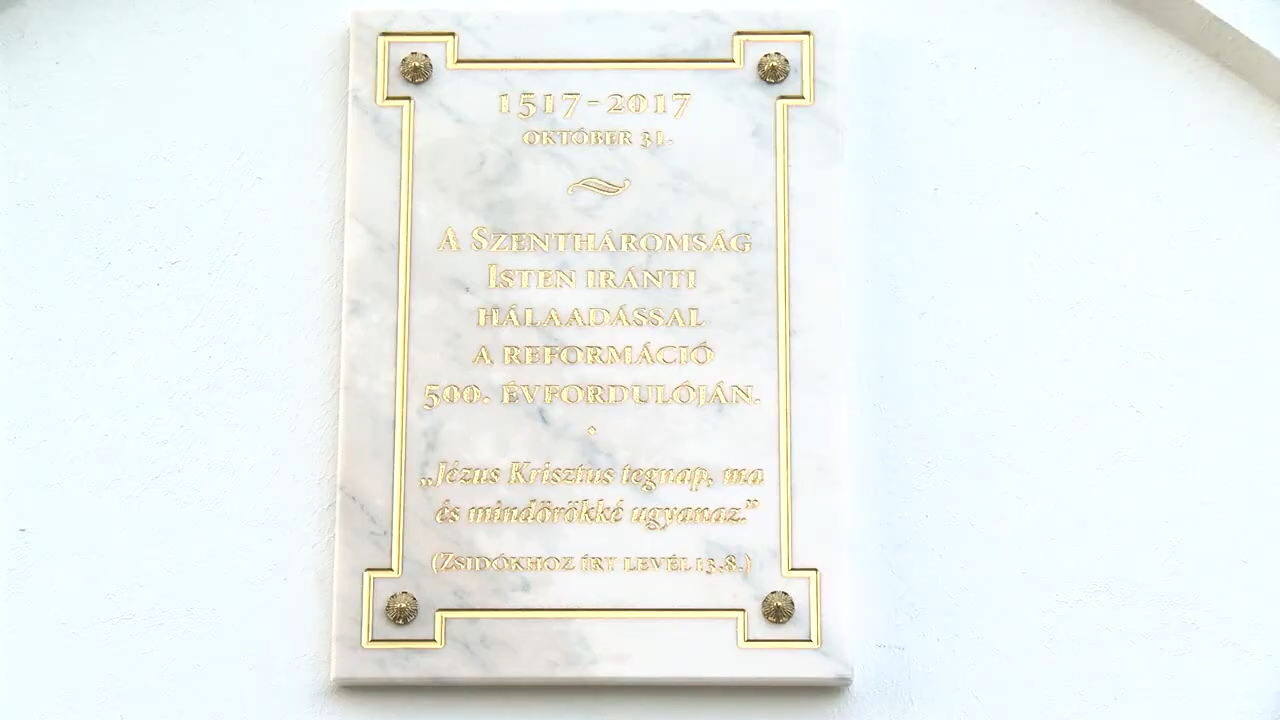 1517-2017
OKTÓBER 31.
A SZENTHÁROMSÁG
ISTEN IRÁNTI
HÁLAADÁSSAL
A REFORMÁCIÓ
500. ÉVFORDULÓJÁN.
„Jézus Krisztus tegnap, ma
és mindörökké ugyanaz.”
(ZSIDÓKHOZ ÍRT LEVÉL 13,8.)